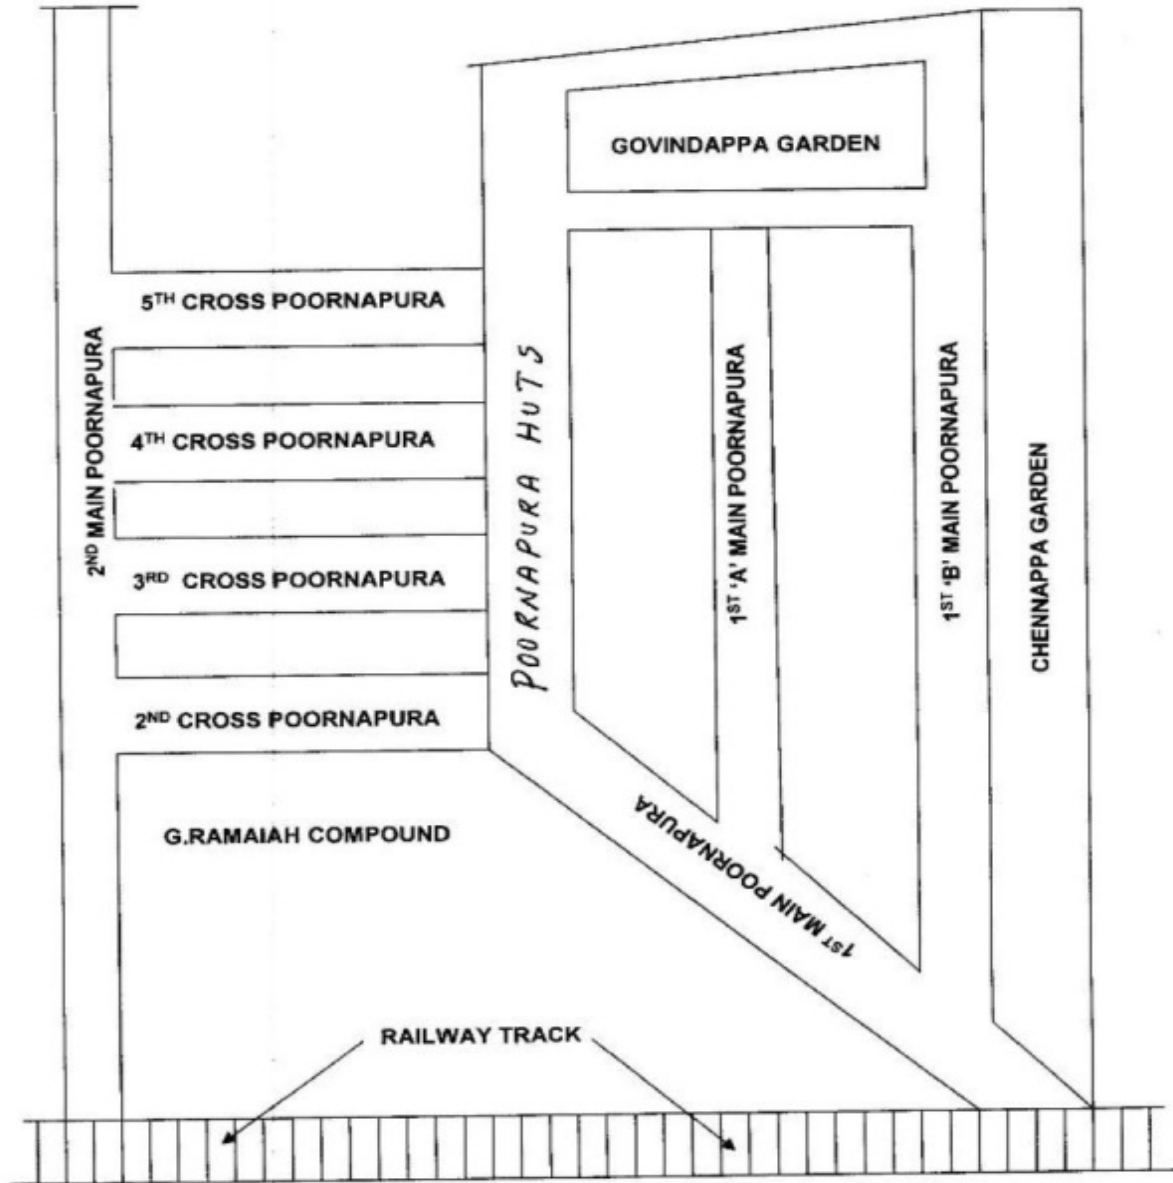 GOVINDAPPA GARDEN
5TH CROSS POORNAPURA
4TH CROSS POORNAPURA
3RD CROSS POORNAPURA
2ND CROSS POORNAPURA
2ND MAIN POORNAPURA
POORNAPURA HUTS
1ST 'A' MAIN POORNAPURA
1ST 'B' MAIN POORNAPURA
CHENNAPPA GARDEN
1ST MAIN POORNAPURA
G.RAMAIAH COMPOUND
RAILWAY TRACK